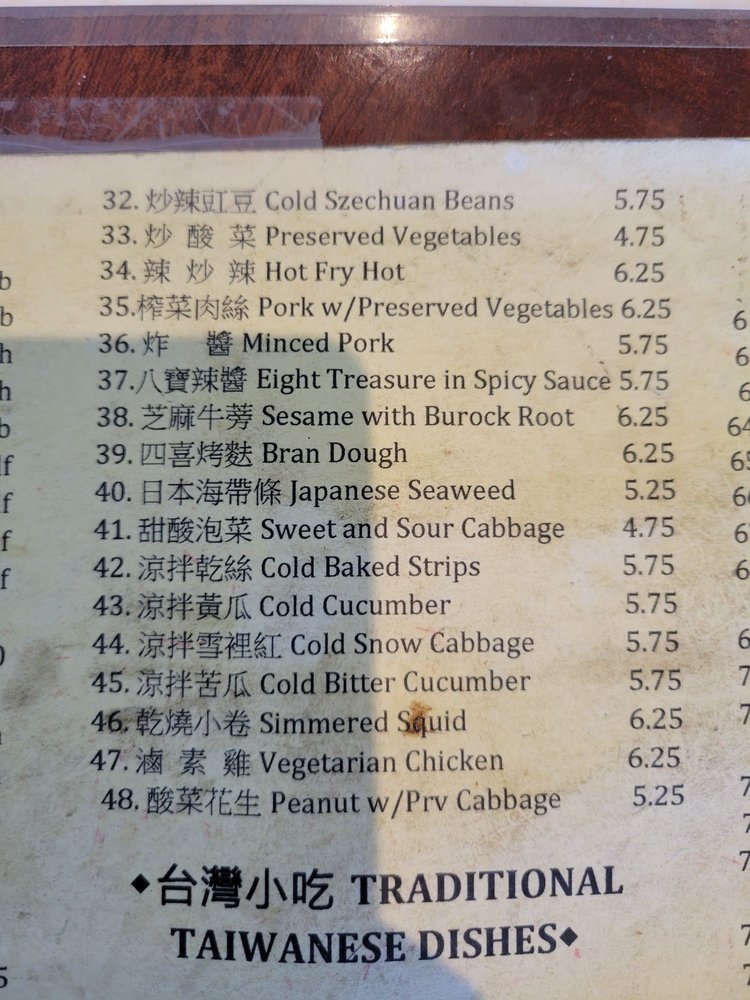 32. 炒辣豇豆 Cold Szechuan Beans 5.75
33. 炒 酸 菜 Preserved Vegetables 4.75
34. 辣 炒 辣 Hot Fry Hot 6.25
35.榨菜肉絲 Pork w/Preserved Vegetables 6.25
36. 炸 醬 Minced Pork 5.75
37.八寶辣醬 Eight Treasure in Spicy Sauce 5.75
38. 芝麻牛蒡 Sesame with Burock Root 6.25
39. 四喜烤麩 Bran Dough 6.25
40. 日本海帶條 Japanese Seaweed 5.25
41. 甜酸泡菜 Sweet and Sour Cabbage 4.75
42. 涼拌乾絲 Cold Baked Strips 5.75
43. 涼拌黃瓜 Cold Cucumber 5.75
44. 涼拌雪裡紅 Cold Snow Cabbage 5.75
45. 涼拌苦瓜 Cold Bitter Cucumber 5.75
46. 乾燒小卷 Simmered Squid 6.25
47. 滷 素 雞 Vegetarian Chicken 6.25
48. 酸菜花生 Peanut w/Prv Cabbage 5.25
◆台灣小吃 TRADITIONAL
TAIWANESE DISHES◆